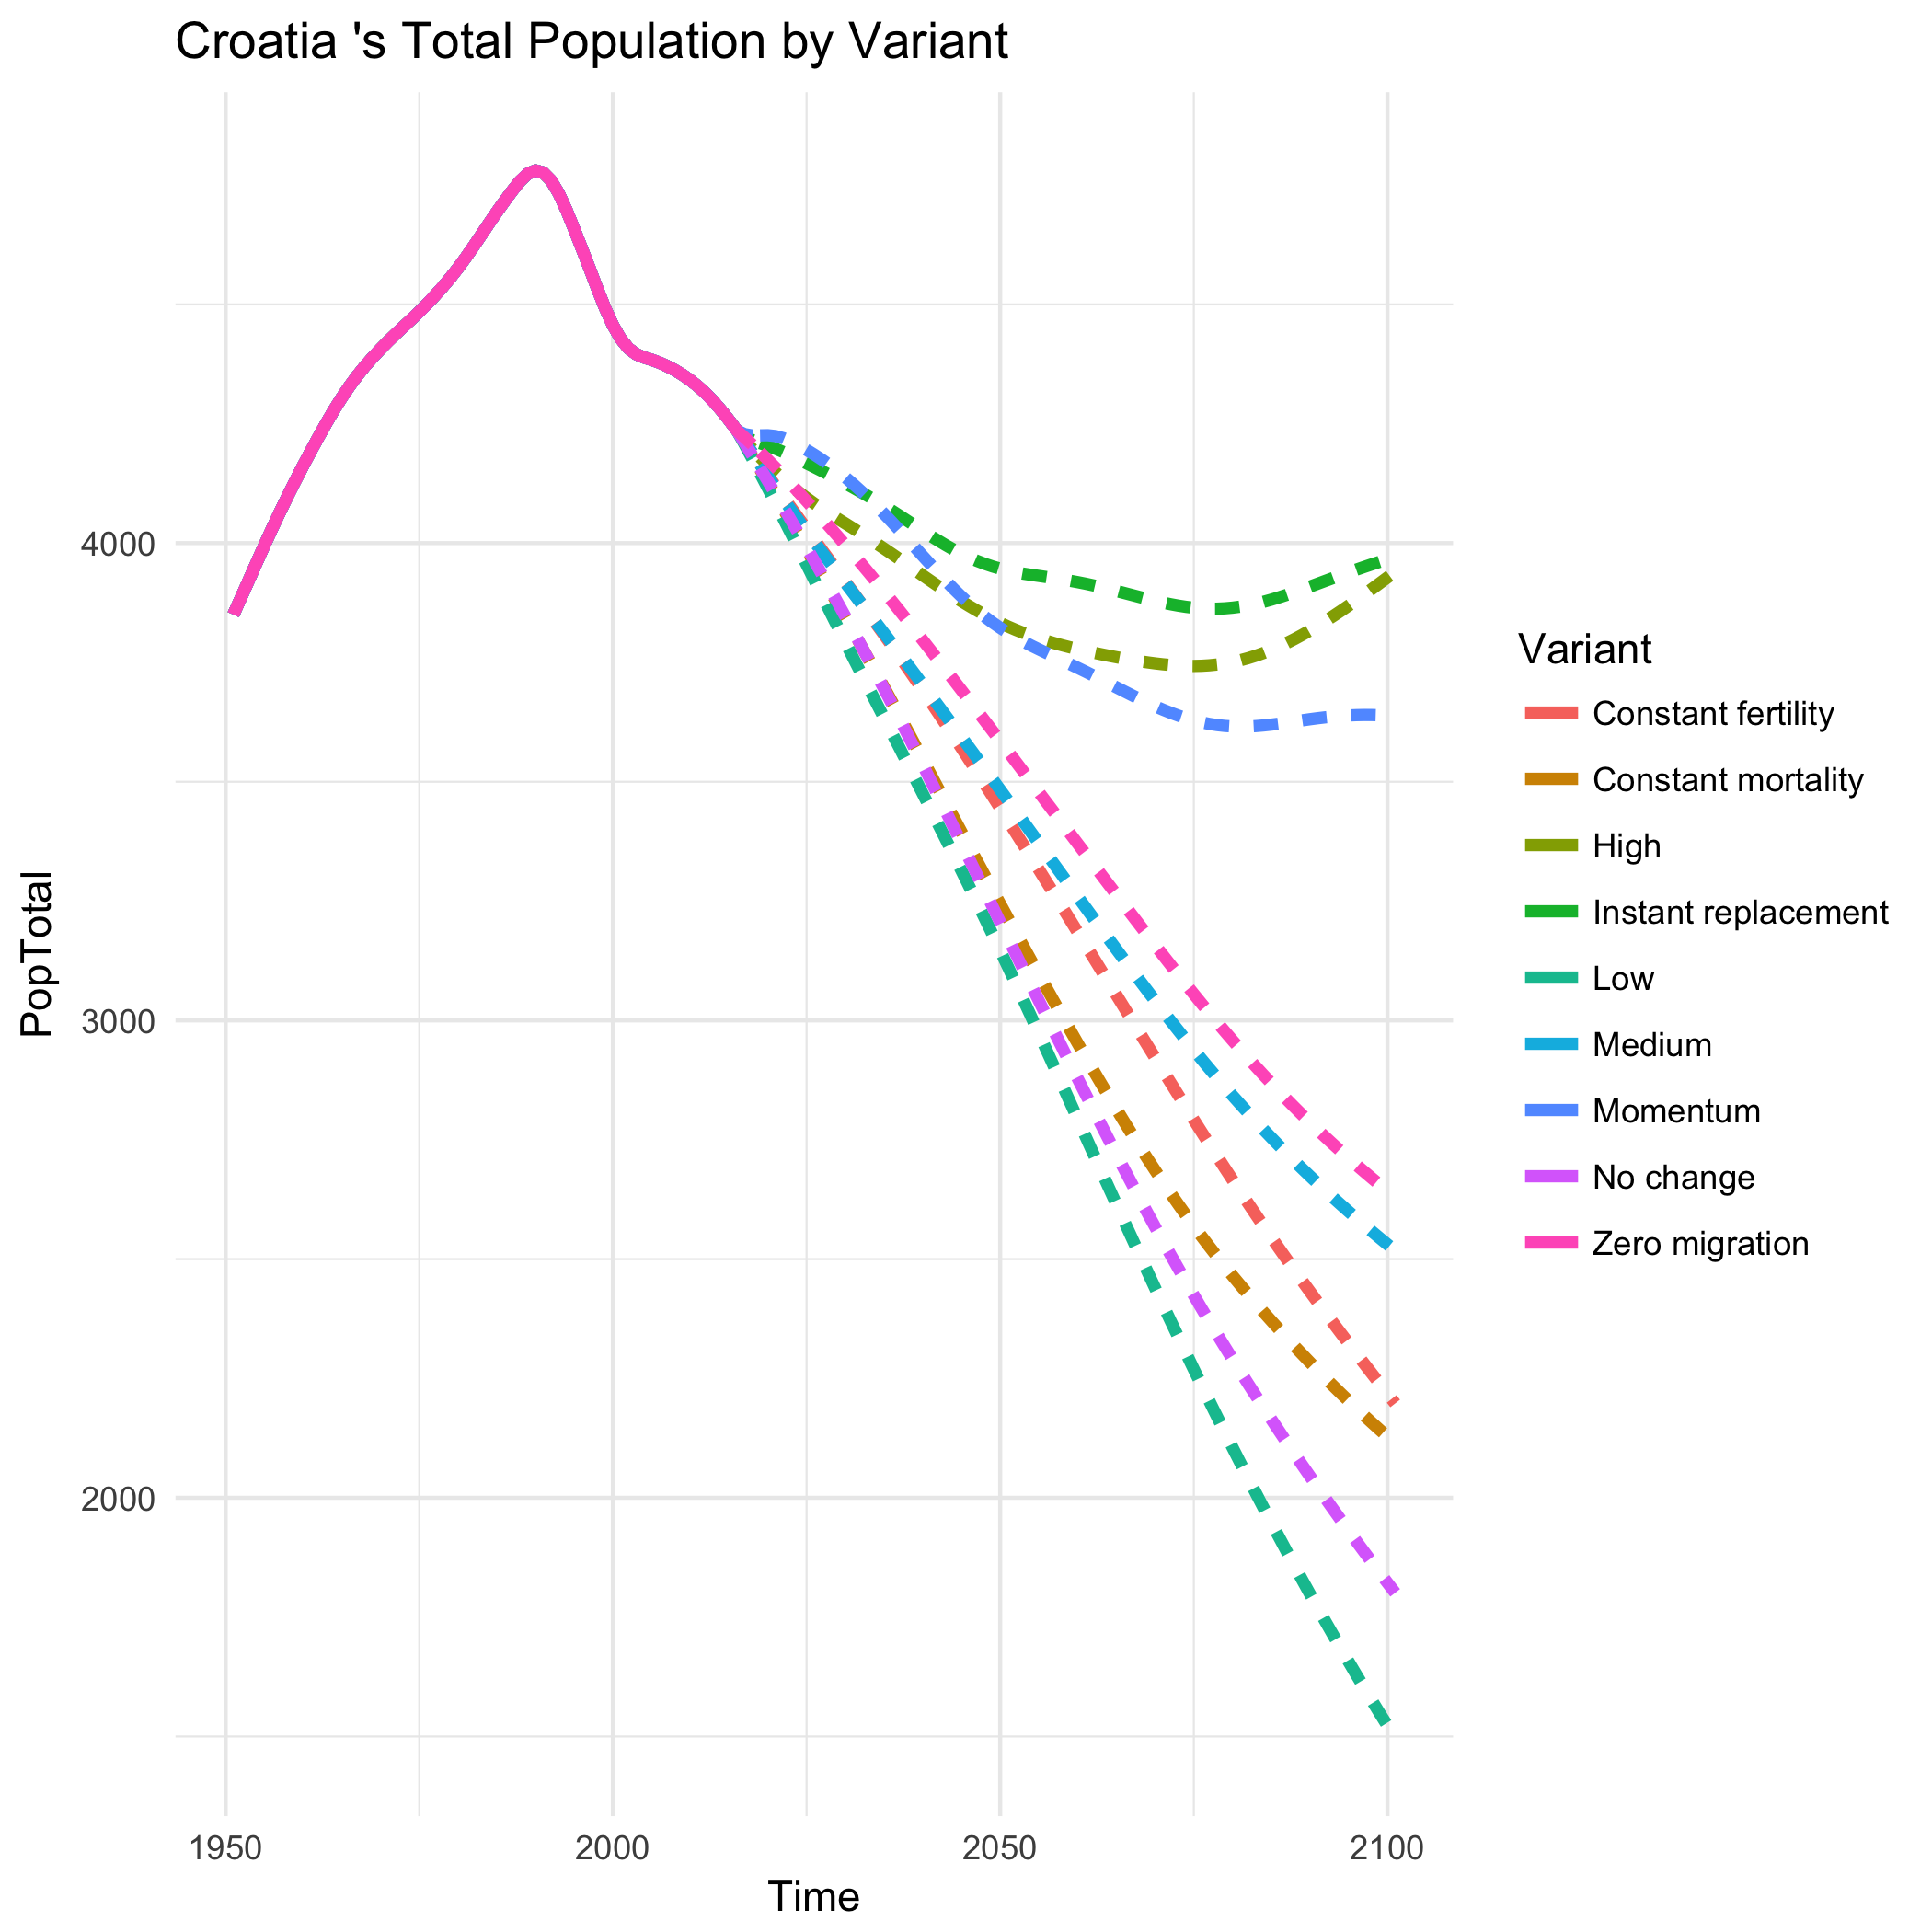 Croatia 's Total Population by Variant
PopTotal
4000
3000
2000
1950
2000
2050
2100
Time
Variant
Constant fertility
Constant mortality
High
Instant replacement
Low
Medium
Momentum
No change
Zero migration